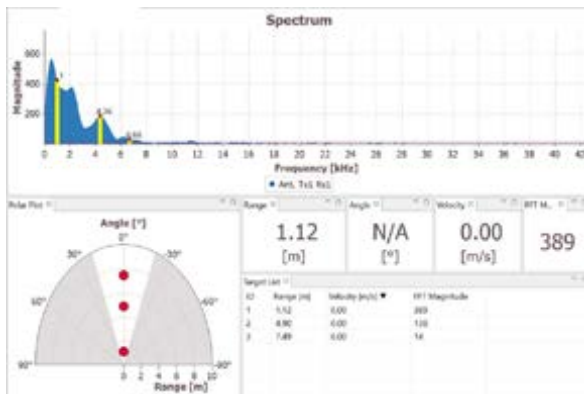 Spectrum
Magnitude
600
400
200
0 2 4 6 8 10 12 14 16 18 20 22 24 26 28 30 32 34 36 38 40 42
Frequency [kHz]
Ant. Tx1 Rx1
Polar Plot
Angle [°]
0°
30° -30°
60° -60°
90° -90°
0 2 4 6 8 10
Range [m]
Range
1.12
[m]
Angle
N/A
[°]
Velocity
0.00
[m/s]
FFT M...
389
Target List
ID Range [m] Velocity [m/s] FFT Magnitude
1 1.12 0.00 389
2 4.90 0.00
3 7.49 0.00 14